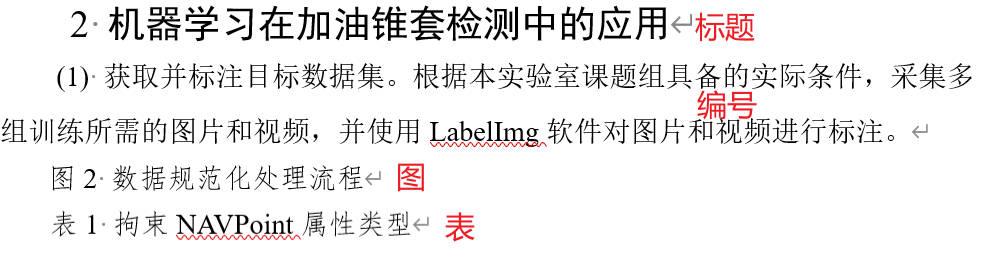 2 机器学习在加油锥套检测中的应用↵ 标题
(1) 获取并标注目标数据集。根据本实验室课题组具备的实际条件，采集多
编号
组训练所需的图片和视频，并使用 LabelImg 软件对图片和视频进行标注。↵
图 2 数据规范化处理流程↵ 图
表 1 拘束 NAVPoint 属性类型↵ 表